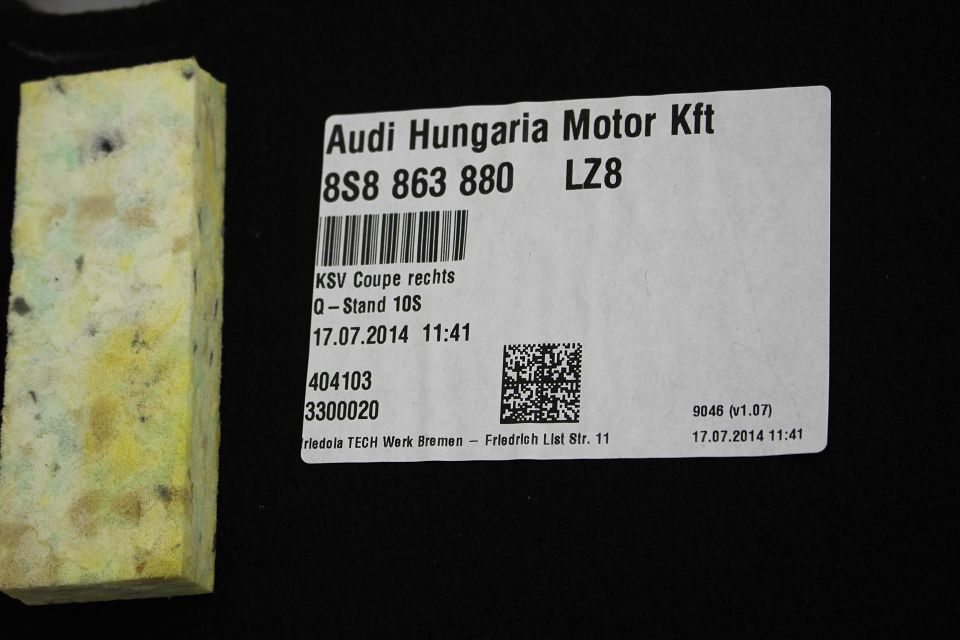 Audi Hungaria Motor Kft
8S8 863 880 LZ8
KSV Coupe rechts
Q-Stand 10S
17.07.2014 11:41
404103
3300020
9046 (v1.07)
riedola TECH Werk Bremen - Friedrich List Str. 11
17.07.2014 11:41